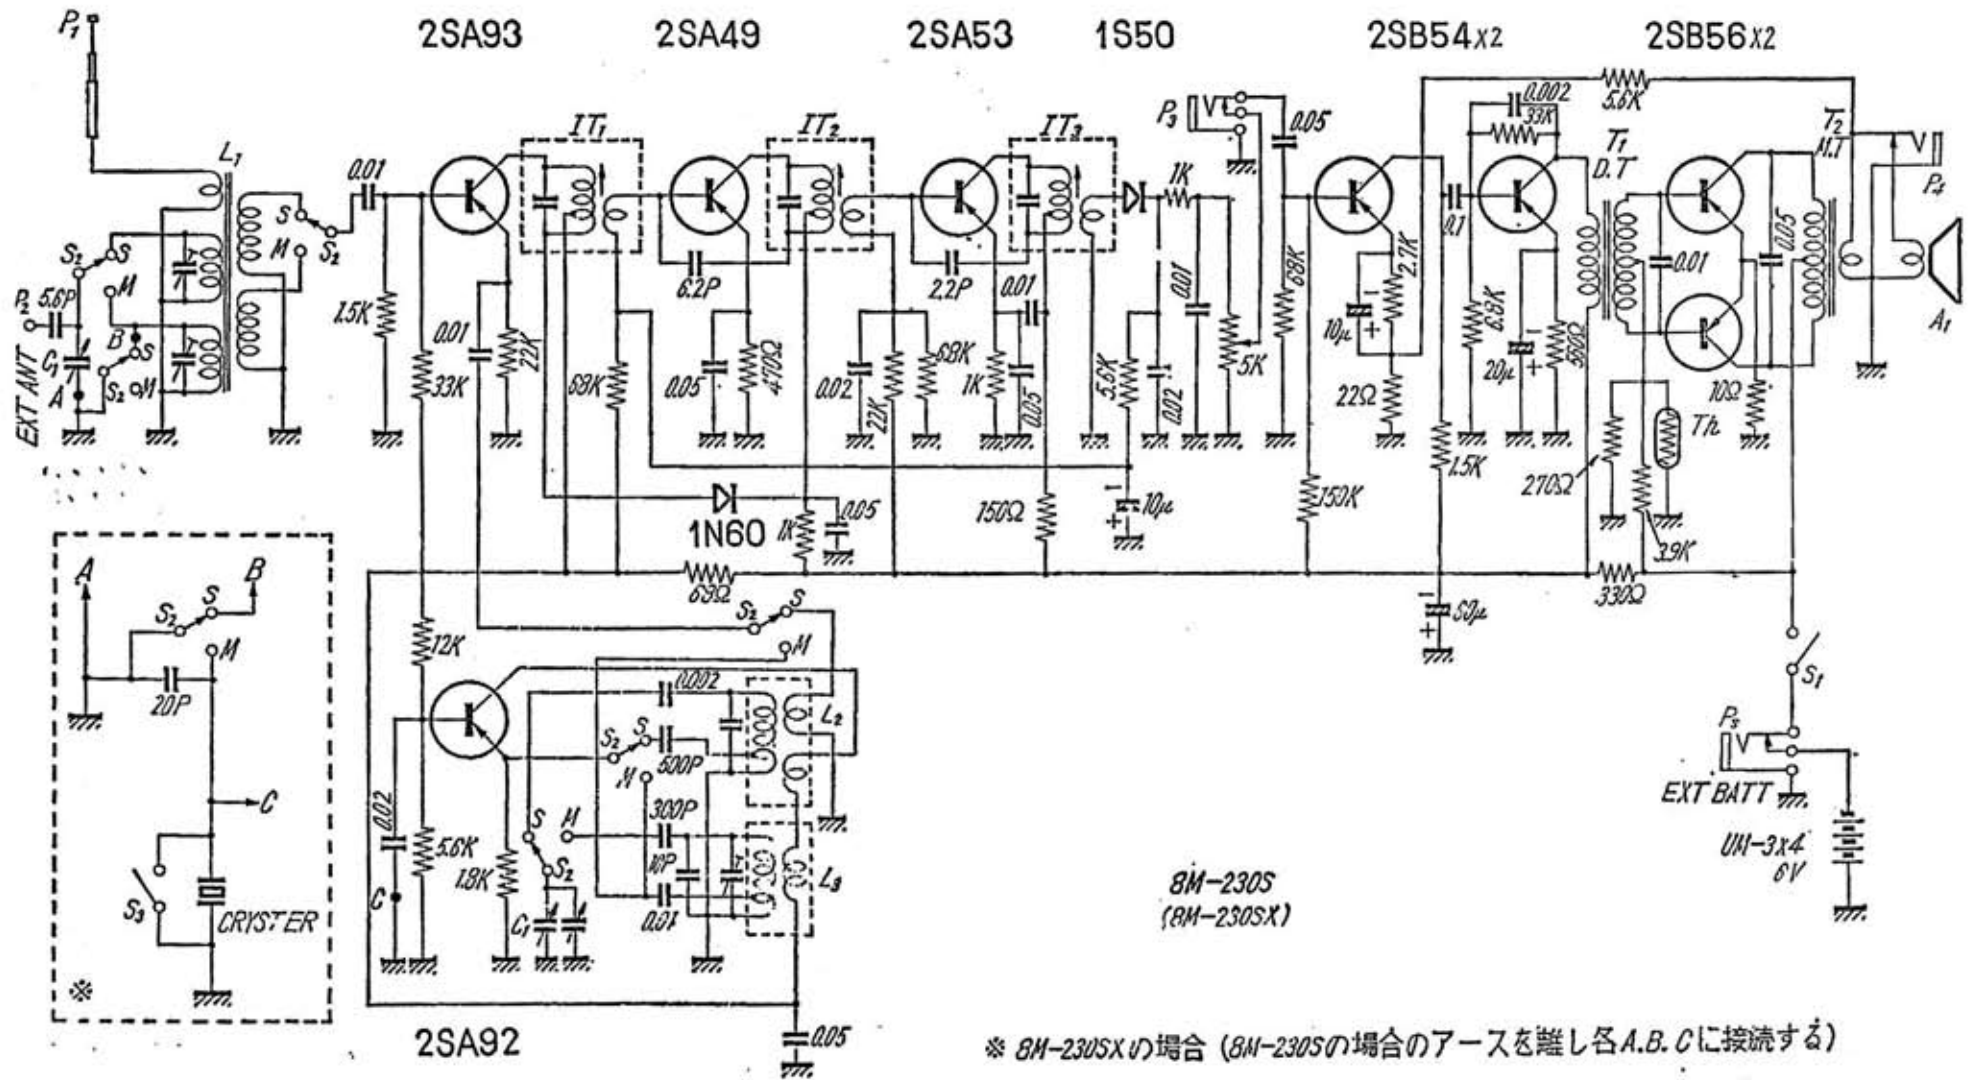 P1
2SA93
2SA49
2SA53
1S50
2SB54x2
2SB56x2
L1
0.01
IT1
IT2
IT3
P3
0.05
0.002
33K
5.6K
T1
D.T
T2
M.T
P4
A1
S
M
S2
S2
S
M
P2
5.6P
EXT ANT
C1
A
B
S
S2
M
1.5K
33K
0.01
22K
68K
6.2P
0.05
470Ω
2.2P
0.02
22K
68K
1K
0.01
0.05
1K
5.6K
0.02
0.01
5K
68K
10μ
2.7K
22Ω
0.1
6.8K
20μ
560Ω
0.01
0.05
10Ω
Th
270Ω
3.9K
1N60
1K
0.05
150Ω
10μ
150K
1.5K
50μ
330Ω
68Ω
S1
P5
EXT BATT
UM-3x4
6V
A
B
S2
S
M
20P
C
S3
CRYSTER
※
12K
S2
S
M
0.002
L2
S2
S
500P
M
300P
10P
0.01
L3
S
M
S2
C1
0.02
5.6K
1.8K
C
0.05
2SA92
8M-230S
(8M-230SX)
※ 8M-230SXの場合 (8M-230Sの場合のアースを離し各A.B.Cに接続する)